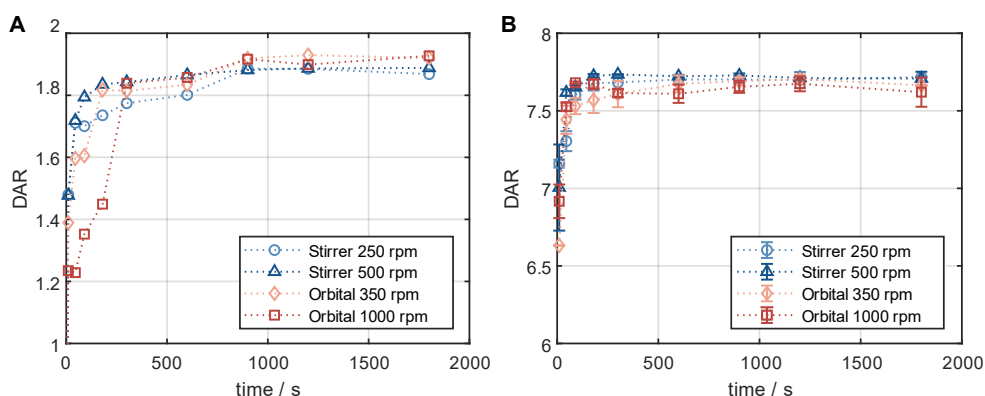 A
DAR
2
1.8
1.6
1.4
1.2
1
0
500
1000
1500
2000
time / s
Stirrer 250 rpm
Stirrer 500 rpm
Orbital 350 rpm
Orbital 1000 rpm
B
DAR
8
7.5
7
6.5
6
0
500
1000
1500
2000
time / s
Stirrer 250 rpm
Stirrer 500 rpm
Orbital 350 rpm
Orbital 1000 rpm